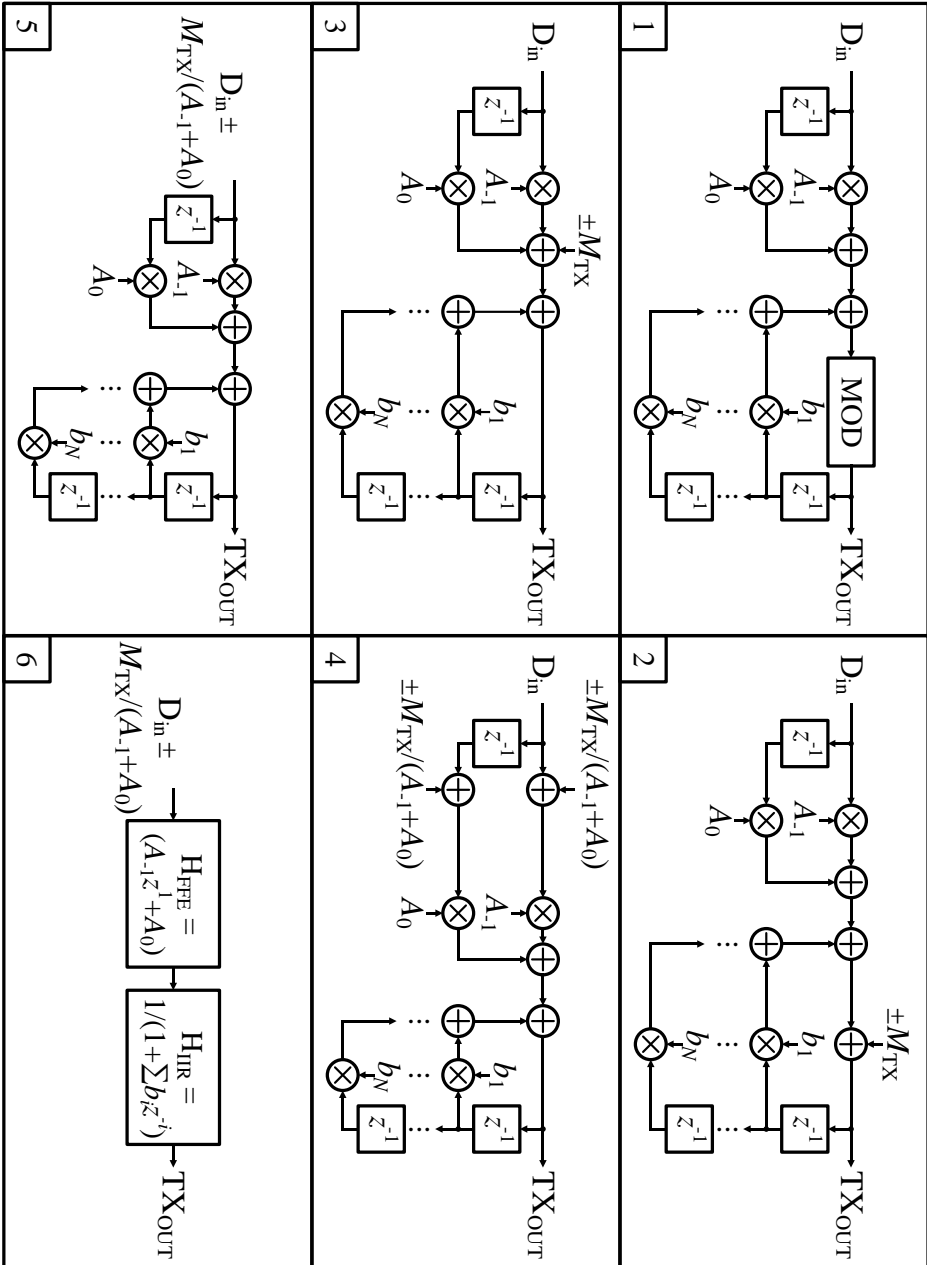 1
D_in
z^-1
A_-1
A_0
MOD
b_1
...
...
b_N
z^-1
...
z^-1
TX_OUT
2
D_in
z^-1
A_-1
A_0
±M_TX
b_1
...
...
b_N
z^-1
...
z^-1
TX_OUT
3
D_in
z^-1
A_-1
A_0
±M_TX
b_1
...
...
b_N
z^-1
...
z^-1
TX_OUT
4
±M_TX/(A_-1+A_0)
D_in
z^-1
±M_TX/(A_-1+A_0)
A_-1
A_0
b_1
...
...
b_N
z^-1
...
z^-1
TX_OUT
5
D_in ±
M_TX/(A_-1+A_0)
z^-1
A_-1
A_0
b_1
...
...
b_N
z^-1
...
z^-1
TX_OUT
6
D_in ±
M_TX/(A_-1+A_0)
H_FFE =
(A_-1z^1+A_0)
H_IIR =
1/(1+∑b_iz^-i)
TX_OUT